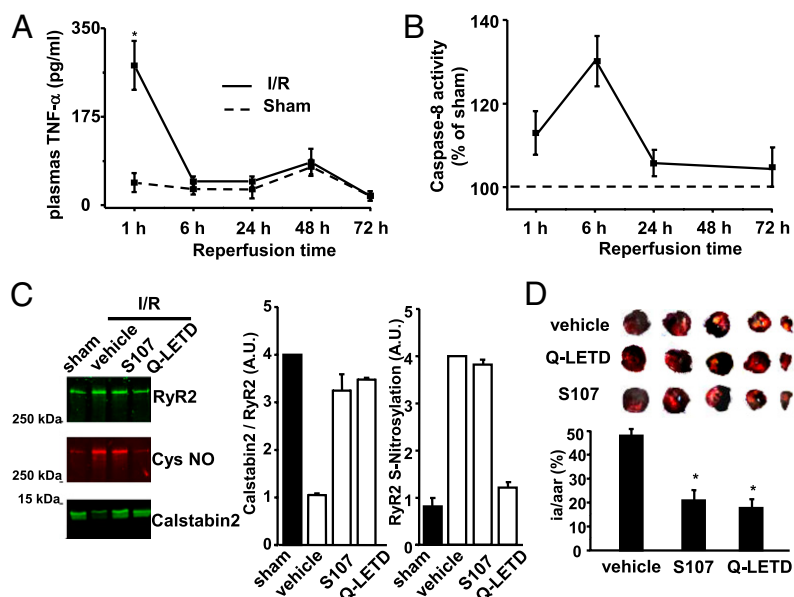 A
plasmas TNF-α (pg/ml)
350
175
0
*
I/R
Sham
1 h 6 h 24 h 48 h 72 h
Reperfusion time
B
Caspase-8 activity
(% of sham)
140
120
100
1 h 6 h 24 h 48 h 72 h
Reperfusion time
C
I/R
sham vehicle S107 Q-LETD
RyR2
250 kDa
Cys NO
250 kDa
15 kDa
Calstabin2
Calstabin2 / RyR2 (A.U.)
5
4
3
2
1
0
sham vehicle S107 Q-LETD
RyR2 S-Nitrosylation (A.U.)
5
4
3
2
1
0
sham vehicle S107 Q-LETD
D
vehicle
Q-LETD
S107
ia/aar (%)
50
40
30
20
10
0
* *
vehicle S107 Q-LETD